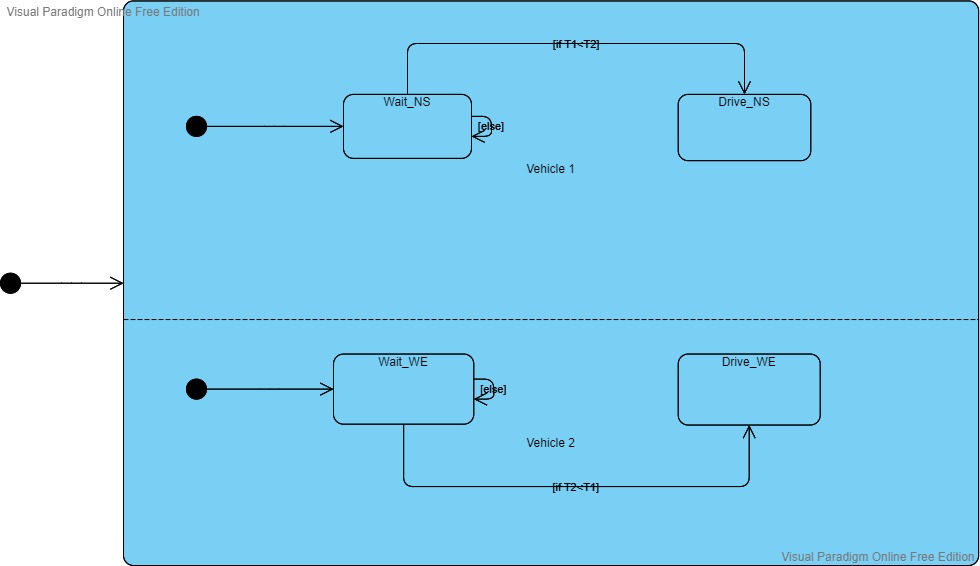 Visual Paradigm Online Free Edition
[if T1<T2]
Wait_NS
Drive_NS
[else]
Vehicle 1
Wait_WE
Drive_WE
[else]
Vehicle 2
[if T2<T1]
Visual Paradigm Online Free Edition